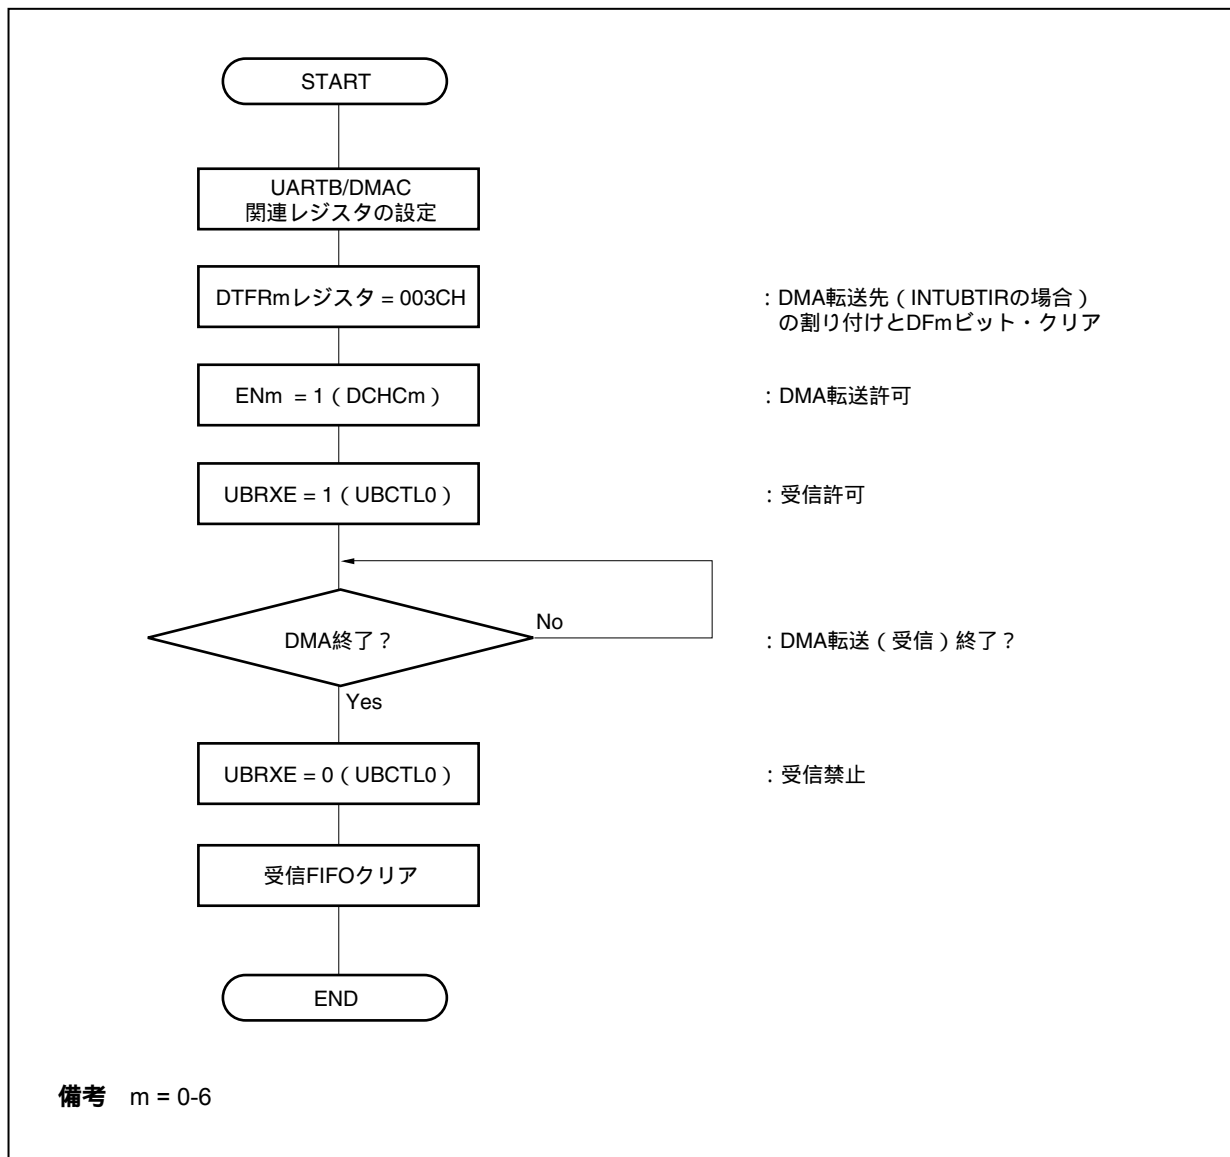 START
UARTB/DMAC
関連レジスタの設定
DTFRmレジスタ = 003CH
：DMA転送先（INTUBTIRの場合）
の割り付けとDFmビット・クリア
ENm = 1（DCHCm）
：DMA転送許可
UBRXE = 1（UBCTL0）
：受信許可
No
DMA終了？
：DMA転送（受信）終了？
Yes
UBRXE = 0（UBCTL0）
：受信禁止
受信FIFOクリア
END
備考 m = 0-6